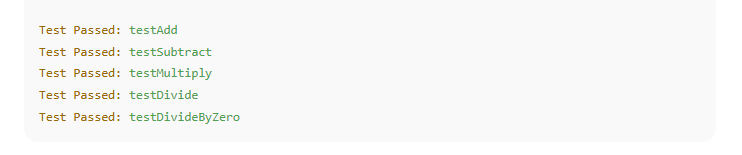 Test Passed: testAdd
Test Passed: testSubtract
Test Passed: testMultiply
Test Passed: testDivide
Test Passed: testDivideByZero